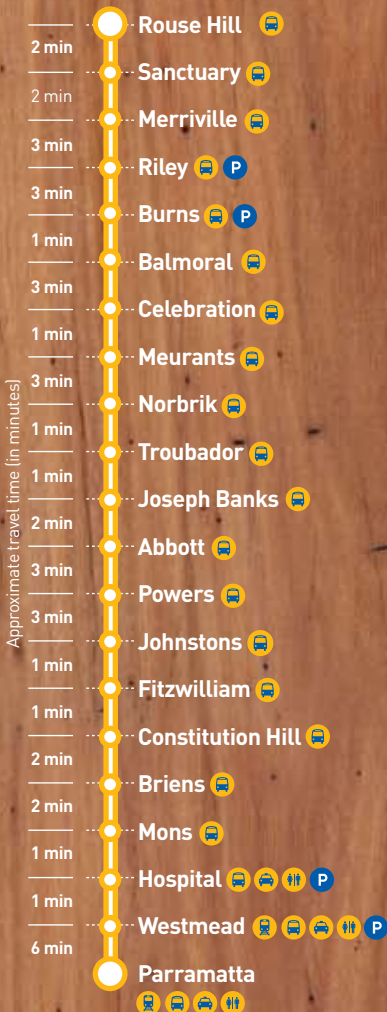 Rouse Hill
2 min
Sanctuary
2 min
Merriville
3 min
Riley P
3 min
Burns P
1 min
Balmoral
3 min
Celebration
1 min
Meurants
3 min
Norbrik
1 min
Troubador
1 min
Joseph Banks
2 min
Abbott
3 min
Powers
3 min
Johnstons
1 min
Fitzwilliam
1 min
Constitution Hill
2 min
Briens
2 min
Mons
1 min
Hospital P
1 min
Westmead P
6 min
Parramatta
Approximate travel time (in minutes)